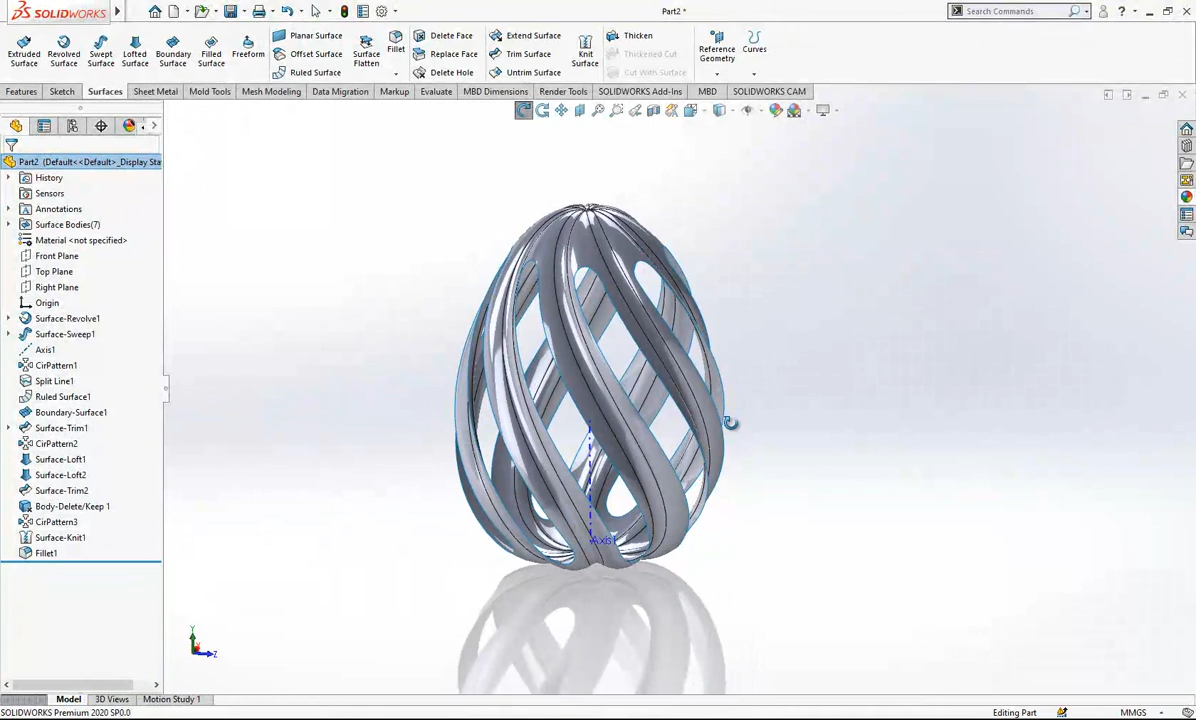 SOLIDWORKS
Part2 *
Search Commands
Extruded Surface
Revolved Surface
Swept Surface
Lofted Surface
Boundary Surface
Filled Surface
Freeform
Planar Surface
Offset Surface
Ruled Surface
Surface Flatten
Fillet
Delete Face
Replace Face
Delete Hole
Extend Surface
Trim Surface
Untrim Surface
Knit Surface
Thicken
Thickened Cut
Cut With Surface
Reference Geometry
Curves
Features Sketch Surfaces Sheet Metal Mold Tools Mesh Modeling Data Migration Markup Evaluate MBD Dimensions Render Tools SOLIDWORKS Add-Ins MBD SOLIDWORKS CAM
Part2 (Default<<Default>_Display Sta
History
Sensors
Annotations
Surface Bodies(7)
Material <not specified>
Front Plane
Top Plane
Right Plane
Origin
Surface-Revolve1
Surface-Sweep1
Axis1
CirPattern1
Split Line1
Ruled Surface1
Boundary-Surface1
Surface-Trim1
CirPattern2
Surface-Loft1
Surface-Loft2
Surface-Trim2
Body-Delete/Keep 1
CirPattern3
Surface-Knit1
Fillet1
Axis1
Y
Z
Model 3D Views Motion Study 1
SOLIDWORKS Premium 2020 SP0.0
Editing Part
MMGS